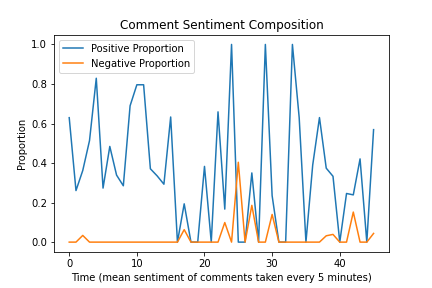 Comment Sentiment Composition
1.0
0.8
0.6
0.4
0.2
0.0
Proportion
Positive Proportion
Negative Proportion
0 10 20 30 40
Time (mean sentiment of comments taken every 5 minutes)